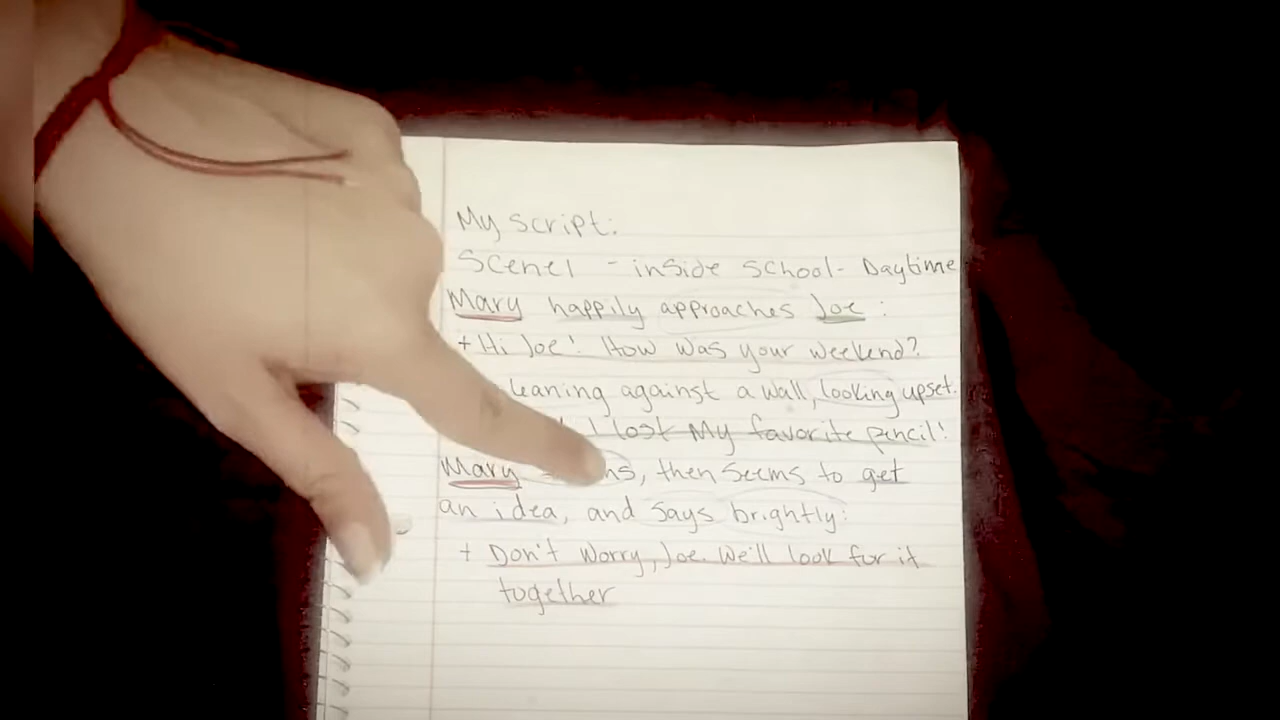 My script:
Scene1 - inside school - Daytime
Mary happily approaches Joe :
+ Hi Joe! How was your weekend?
leaning against a wall, looking upset.
I lost My favorite pencil!
Mary then seems to get
an idea, and says brightly:
+ Don't worry, Joe. We'll look for it
together